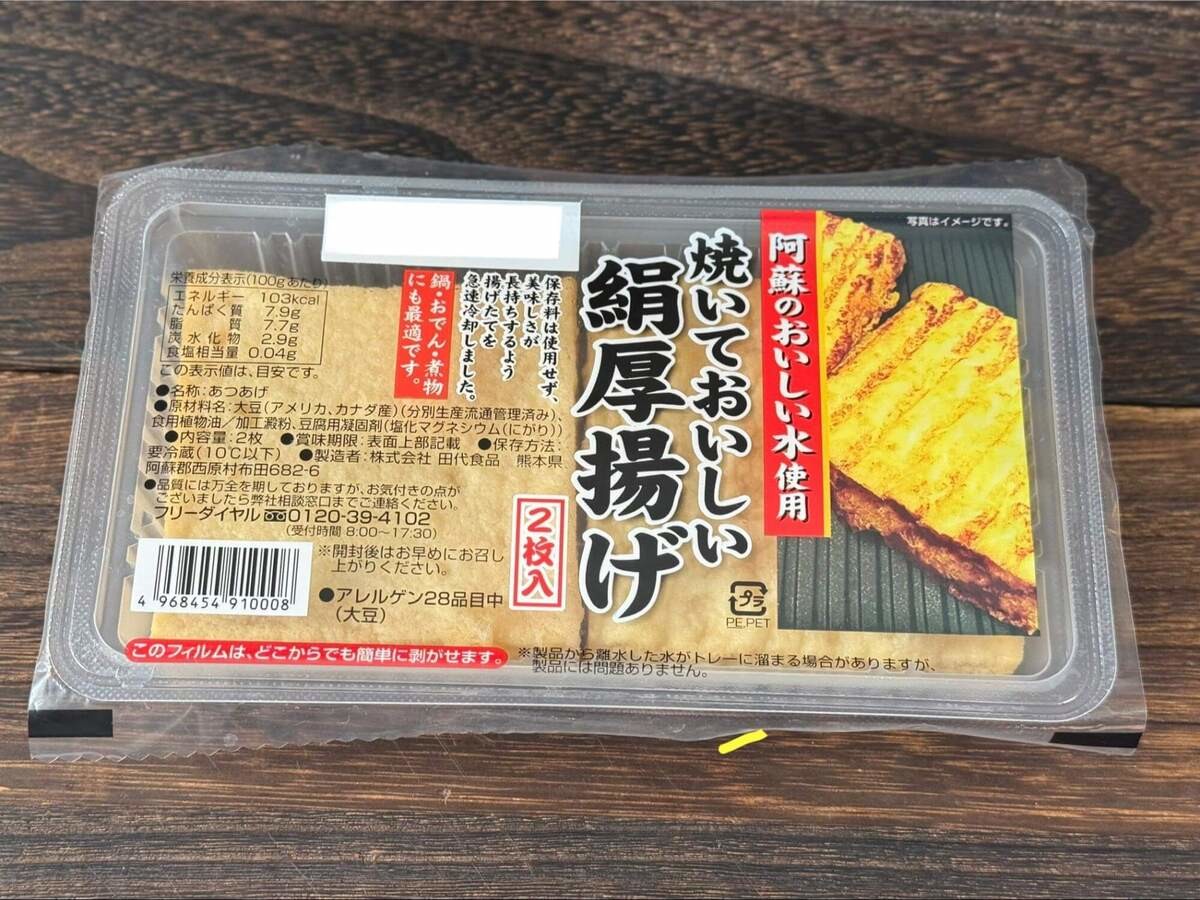 写真はイメージです。
阿蘇のおいしい水使用
焼いておいしい
絹厚揚げ
保存料は使用せず、
美味しさが
長持ちするよう
揚げたてを
急速冷却しました。
鍋・おでん・煮物
にも最適です。
栄養成分表示(100gあたり)
エネルギー 103kcal
たんぱく質 7.9g
脂質 7.7g
炭水化物 2.9g
食塩相当量 0.04g
この表示値は、目安です。
●名称:あつあげ
●原材料名:大豆(アメリカ、カナダ産)(分別生産流通管理済み)、
食用植物油/加工澱粉、豆腐用凝固剤(塩化マグネシウム(にがり))
●内容量:2枚 ●賞味期限:表面上部記載 ●保存方法:
要冷蔵(10℃以下) ●製造者:株式会社 田代食品 熊本県
阿蘇郡西原村布田682-6
●品質には万全を期しておりますが、お気付きの点が
ございましたら弊社相談窓口までご連絡ください。
フリーダイヤル 0120-39-4102
(受付時間 8:00〜17:30)
※開封後はお早めにお召し
上がりください。
●アレルゲン28品目中
(大豆)
2枚入
4 968454 910008
プラ
PE,PET
このフィルムは、どこからでも簡単に剥がせます。
※製品から離水した水がトレーに溜まる場合がありますが、
製品には問題ありません。